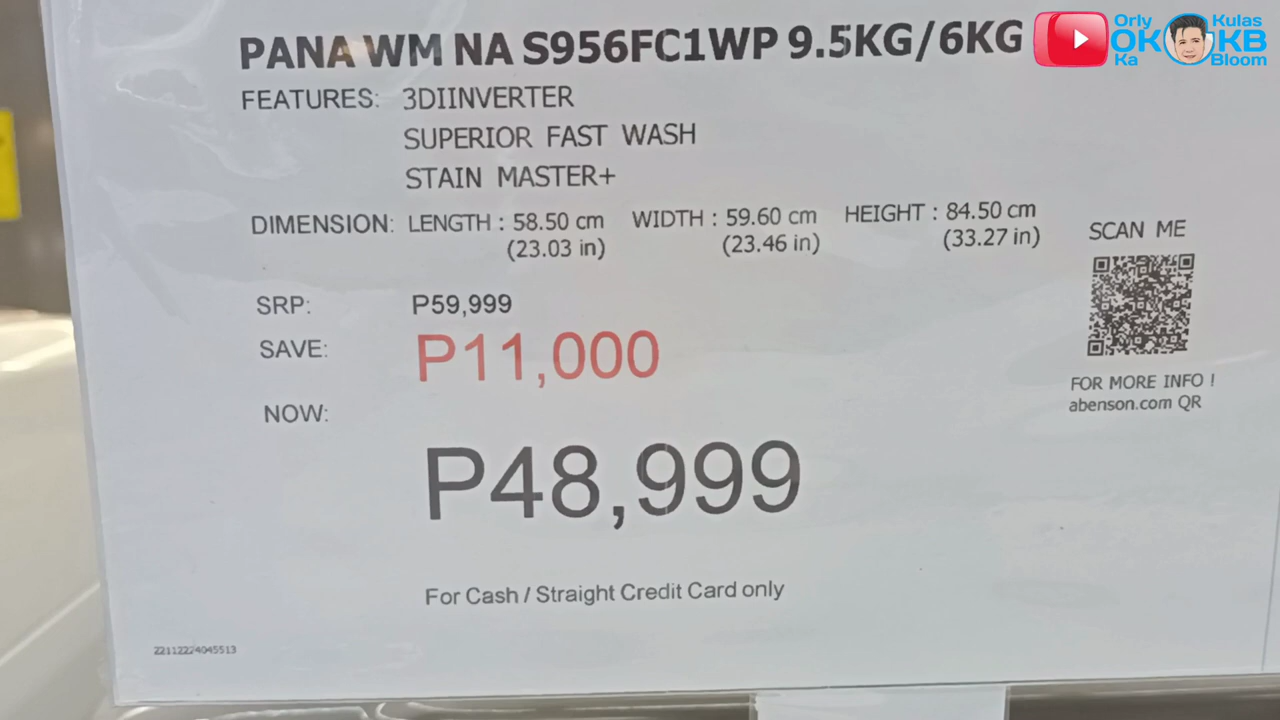 PANA WM NA S956FC1WP 9.5KG/6KG
Orly Kulas
OK KB
Ka Bloom
FEATURES: 3DIINVERTER
SUPERIOR FAST WASH
STAIN MASTER+
DIMENSION: LENGTH : 58.50 cm WIDTH : 59.60 cm HEIGHT : 84.50 cm
(23.03 in) (23.46 in) (33.27 in)
SCAN ME
SRP: P59,999
SAVE: P11,000
FOR MORE INFO !
abenson.com QR
NOW:
P48,999
For Cash / Straight Credit Card only
22112224045513